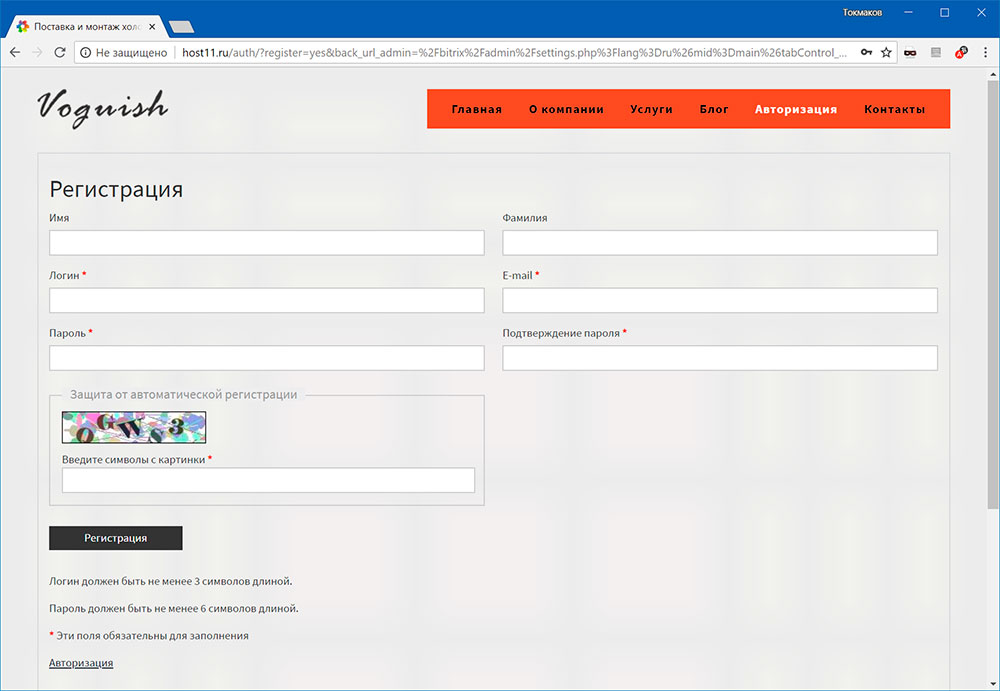 Токмаков
Поставка и монтаж холо
Не защищено host11.ru/auth/?register=yes&back_url_admin=%2Fbitrix%2Fadmin%2Fsettings.php%3Flang%3Dru%26mid%3Dmain%26tabControl_...
Voguish
Главная О компании Услуги Блог Авторизация Контакты
Регистрация
Имя Фамилия
Логин * E-mail *
Пароль * Подтверждение пароля *
Защита от автоматической регистрации
OGWS3
Введите символы с картинки *
Регистрация
Логин должен быть не менее 3 символов длиной.
Пароль должен быть не менее 6 символов длиной.
* Эти поля обязательны для заполнения
Авторизация